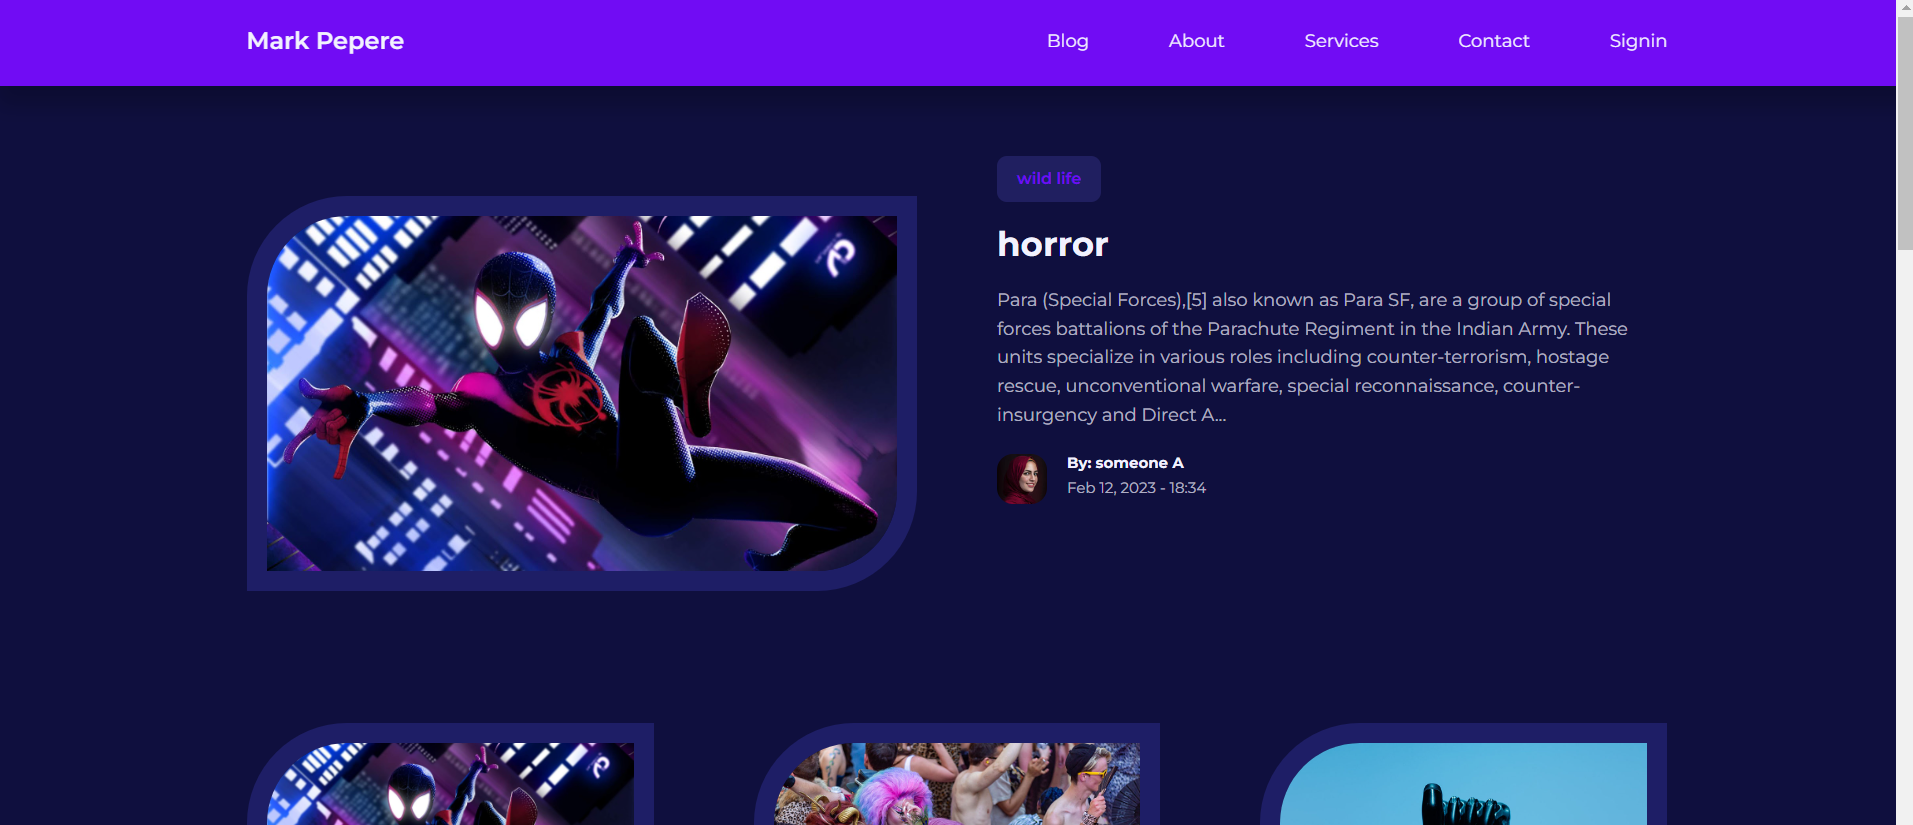 Mark Pepere
Blog
About
Services
Contact
Signin
wild life
horror
Para (Special Forces),[5] also known as Para SF, are a group of special
forces battalions of the Parachute Regiment in the Indian Army. These
units specialize in various roles including counter-terrorism, hostage
rescue, unconventional warfare, special reconnaissance, counter-
insurgency and Direct A...
By: someone A
Feb 12, 2023 - 18:34